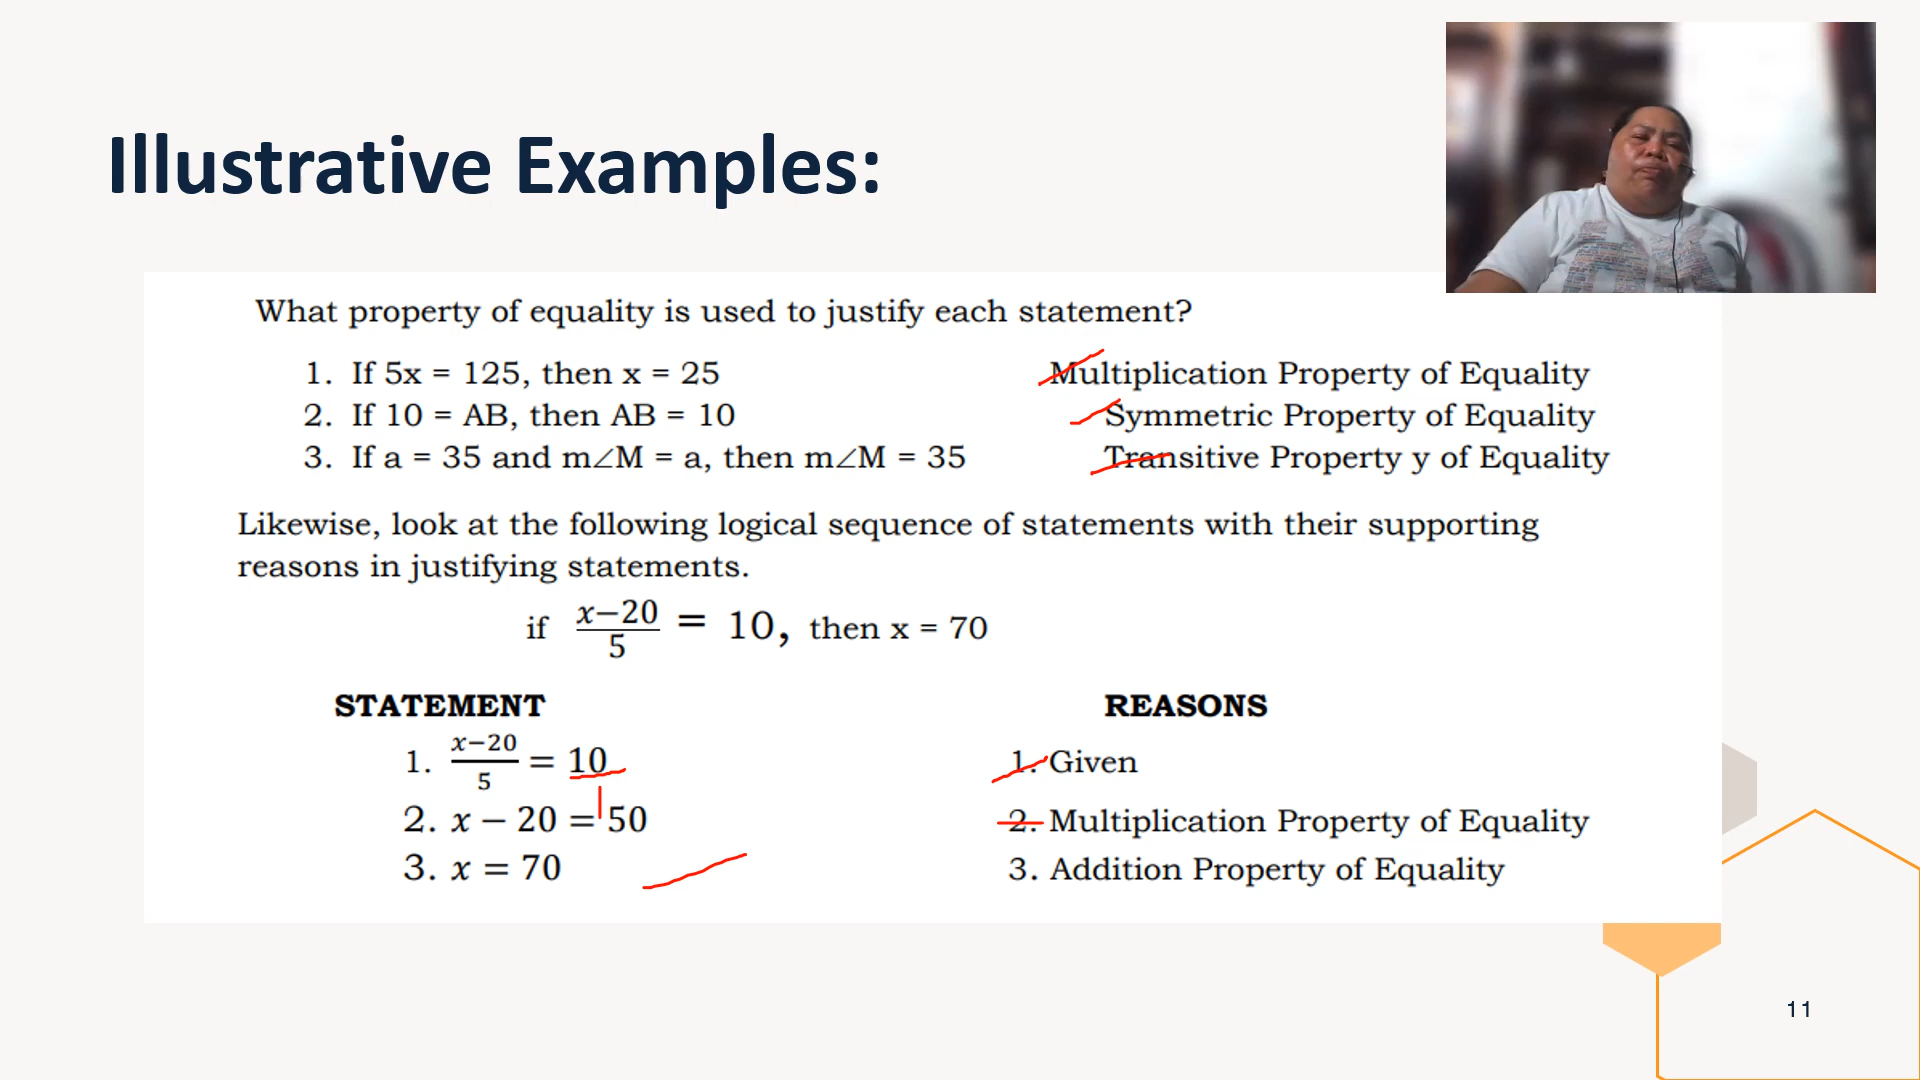 Illustrative Examples:
What property of equality is used to justify each statement?
1. If 5x = 125, then x = 25 Multiplication Property of Equality
2. If 10 = AB, then AB = 10 Symmetric Property of Equality
3. If a = 35 and m∠M = a, then m∠M = 35 Transitive Property y of Equality
Likewise, look at the following logical sequence of statements with their supporting
reasons in justifying statements.
if (x−20)/5 = 10, then x = 70
STATEMENT REASONS
1. (x−20)/5 = 10 1. Given
2. x − 20 = 50 2. Multiplication Property of Equality
3. x = 70 3. Addition Property of Equality
11